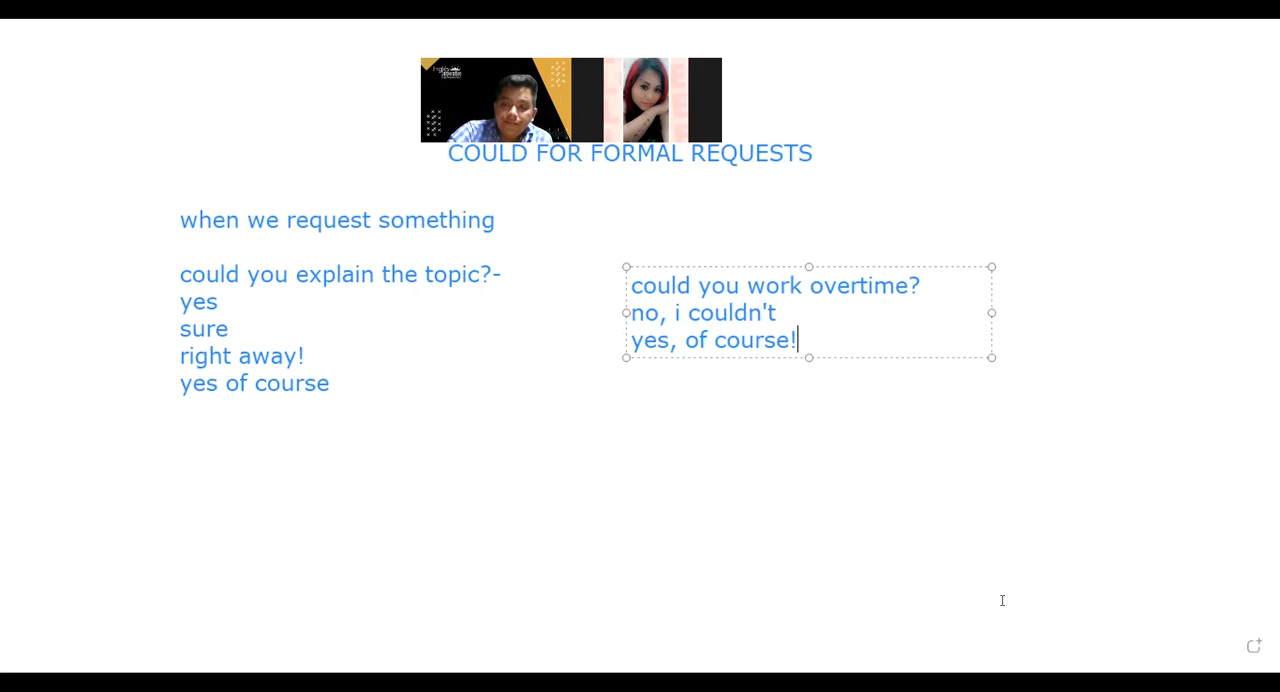 COULD FOR FORMAL REQUESTS
when we request something
could you explain the topic?-
yes
sure
right away!
yes of course
could you work overtime?
no, i couldn't
yes, of course!